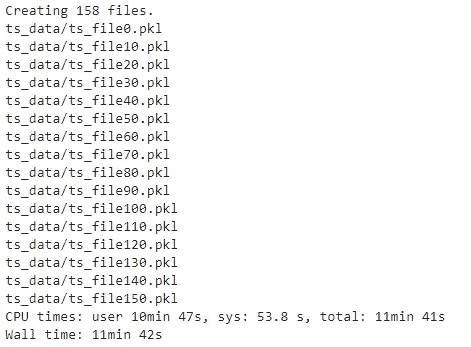 Creating 158 files.
ts_data/ts_file0.pkl
ts_data/ts_file10.pkl
ts_data/ts_file20.pkl
ts_data/ts_file30.pkl
ts_data/ts_file40.pkl
ts_data/ts_file50.pkl
ts_data/ts_file60.pkl
ts_data/ts_file70.pkl
ts_data/ts_file80.pkl
ts_data/ts_file90.pkl
ts_data/ts_file100.pkl
ts_data/ts_file110.pkl
ts_data/ts_file120.pkl
ts_data/ts_file130.pkl
ts_data/ts_file140.pkl
ts_data/ts_file150.pkl
CPU times: user 10min 47s, sys: 53.8 s, total: 11min 41s
Wall time: 11min 42s